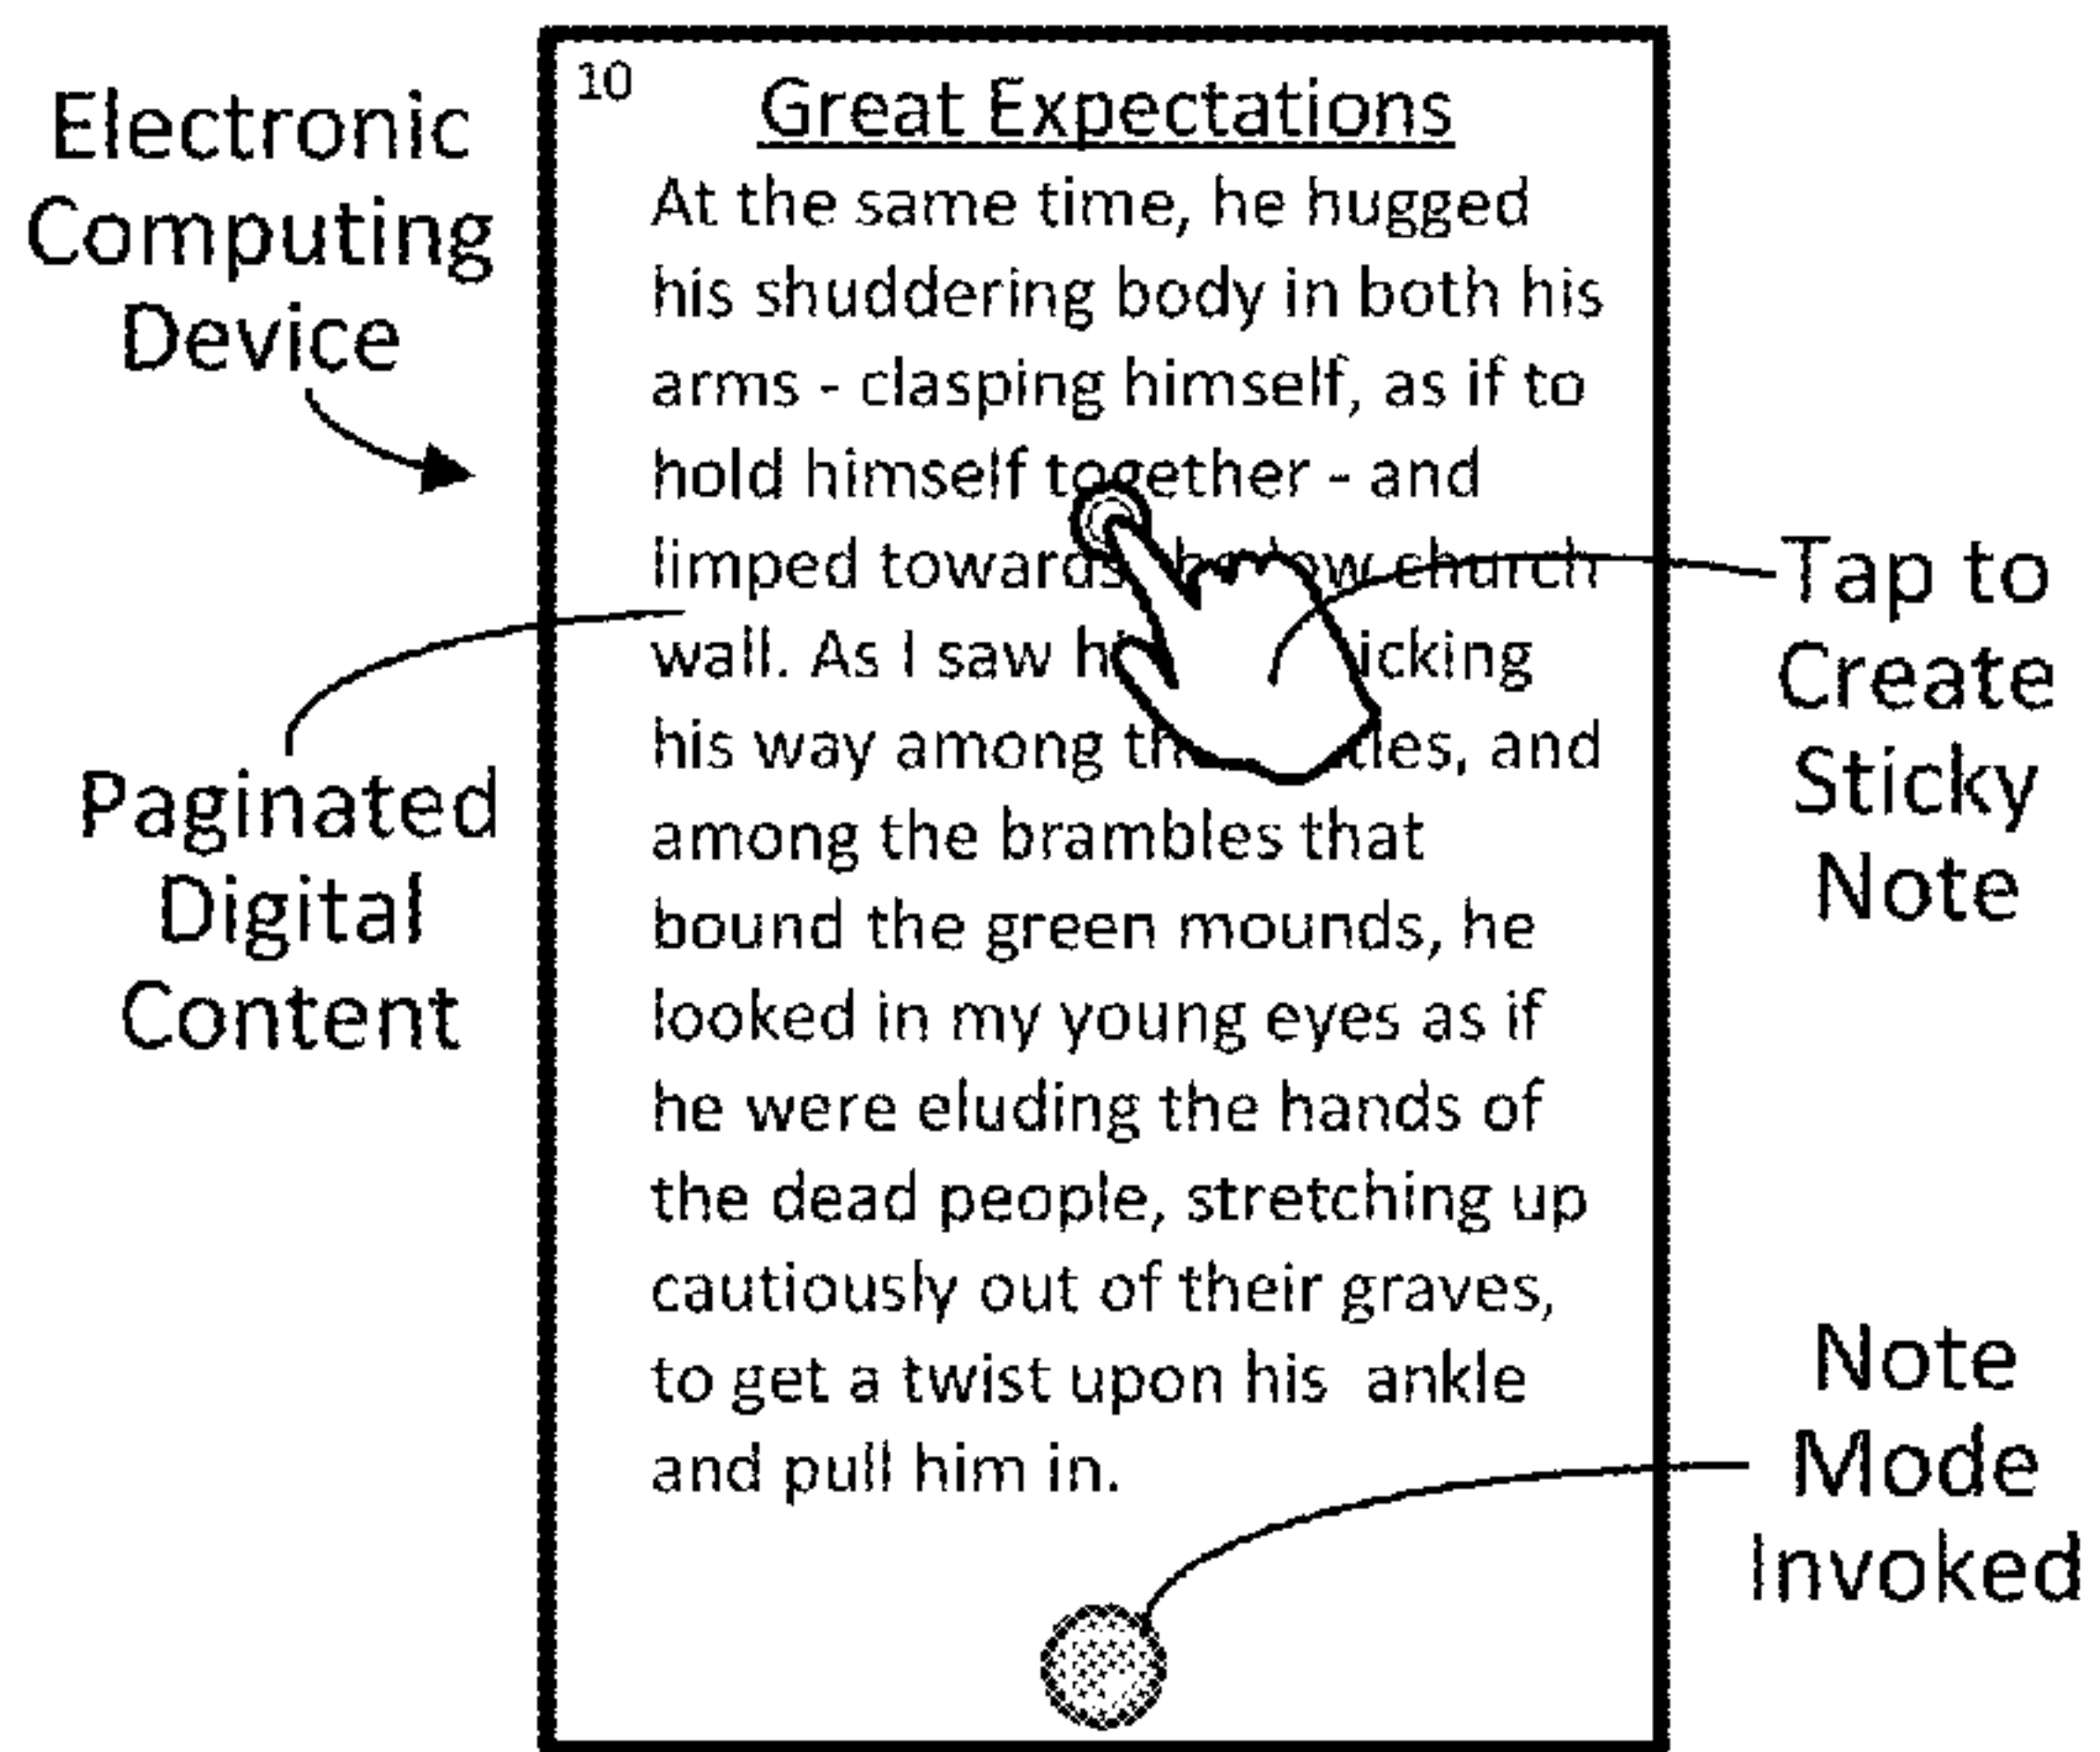 Electronic
Computing
Device
Paginated
Digital
Content
10
Great Expectations
At the same time, he hugged
his shuddering body in both his
arms - clasping himself, as if to
hold himself together - and
limped towards low church
wall. As I saw
his way among and
among the brambles that
bound the green mounds, he
looked in my young eyes as if
he were eluding the hands of
the dead people, stretching up
cautiously out of their graves,
to get a twist upon his ankle
and pull him in.
Tap to
Create
Sticky
Note
Note
Mode
Invoked